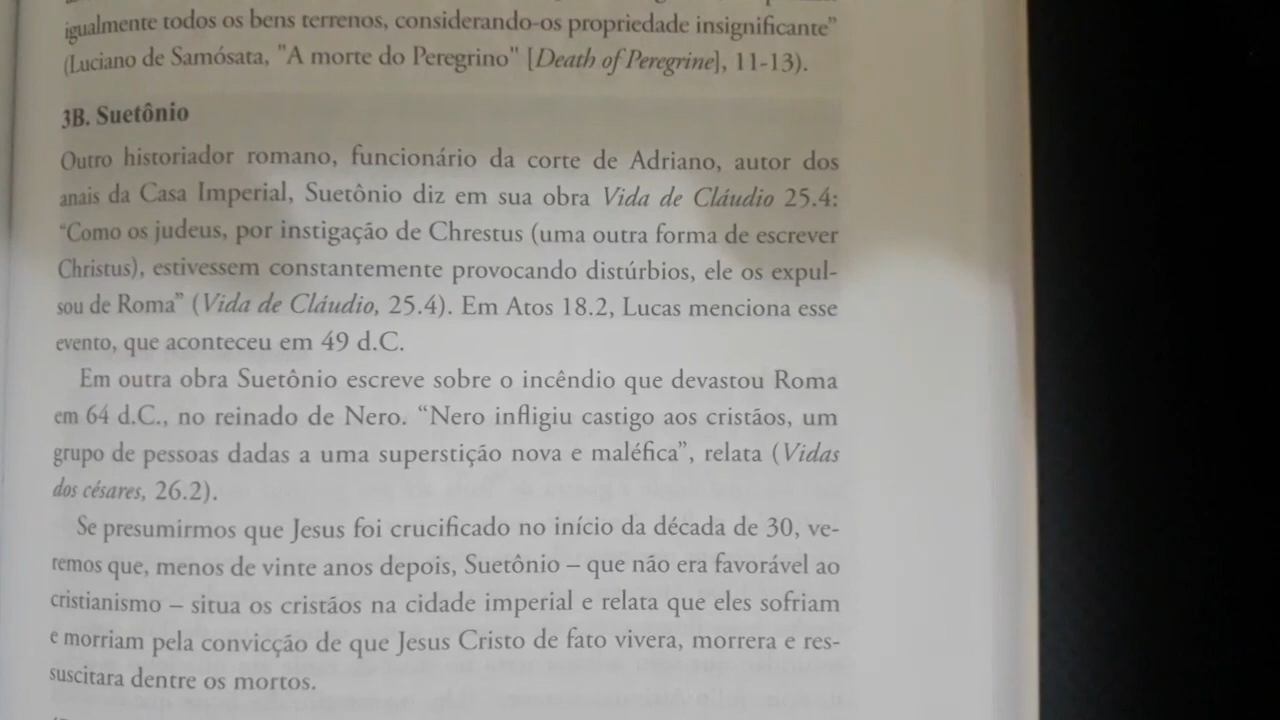 igualmente todos os bens terrenos, considerando-os propriedade insignificante”
(Luciano de Samósata, "A morte do Peregrino" [Death of Peregrine], 11-13).
3B. Suetônio
Outro historiador romano, funcionário da corte de Adriano, autor dos
anais da Casa Imperial, Suetônio diz em sua obra Vida de Cláudio 25.4:
“Como os judeus, por instigação de Chrestus (uma outra forma de escrever
Christus), estivessem constantemente provocando distúrbios, ele os expul-
sou de Roma” (Vida de Cláudio, 25.4). Em Atos 18.2, Lucas menciona esse
evento, que aconteceu em 49 d.C.
Em outra obra Suetônio escreve sobre o incêndio que devastou Roma
em 64 d.C., no reinado de Nero. “Nero infligiu castigo aos cristãos, um
grupo de pessoas dadas a uma superstição nova e maléfica”, relata (Vidas
dos césares, 26.2).
Se presumirmos que Jesus foi crucificado no início da década de 30, ve-
remos que, menos de vinte anos depois, Suetônio – que não era favorável ao
cristianismo – situa os cristãos na cidade imperial e relata que eles sofriam
e morriam pela convicção de que Jesus Cristo de fato vivera, morrera e res-
suscitara dentre os mortos.